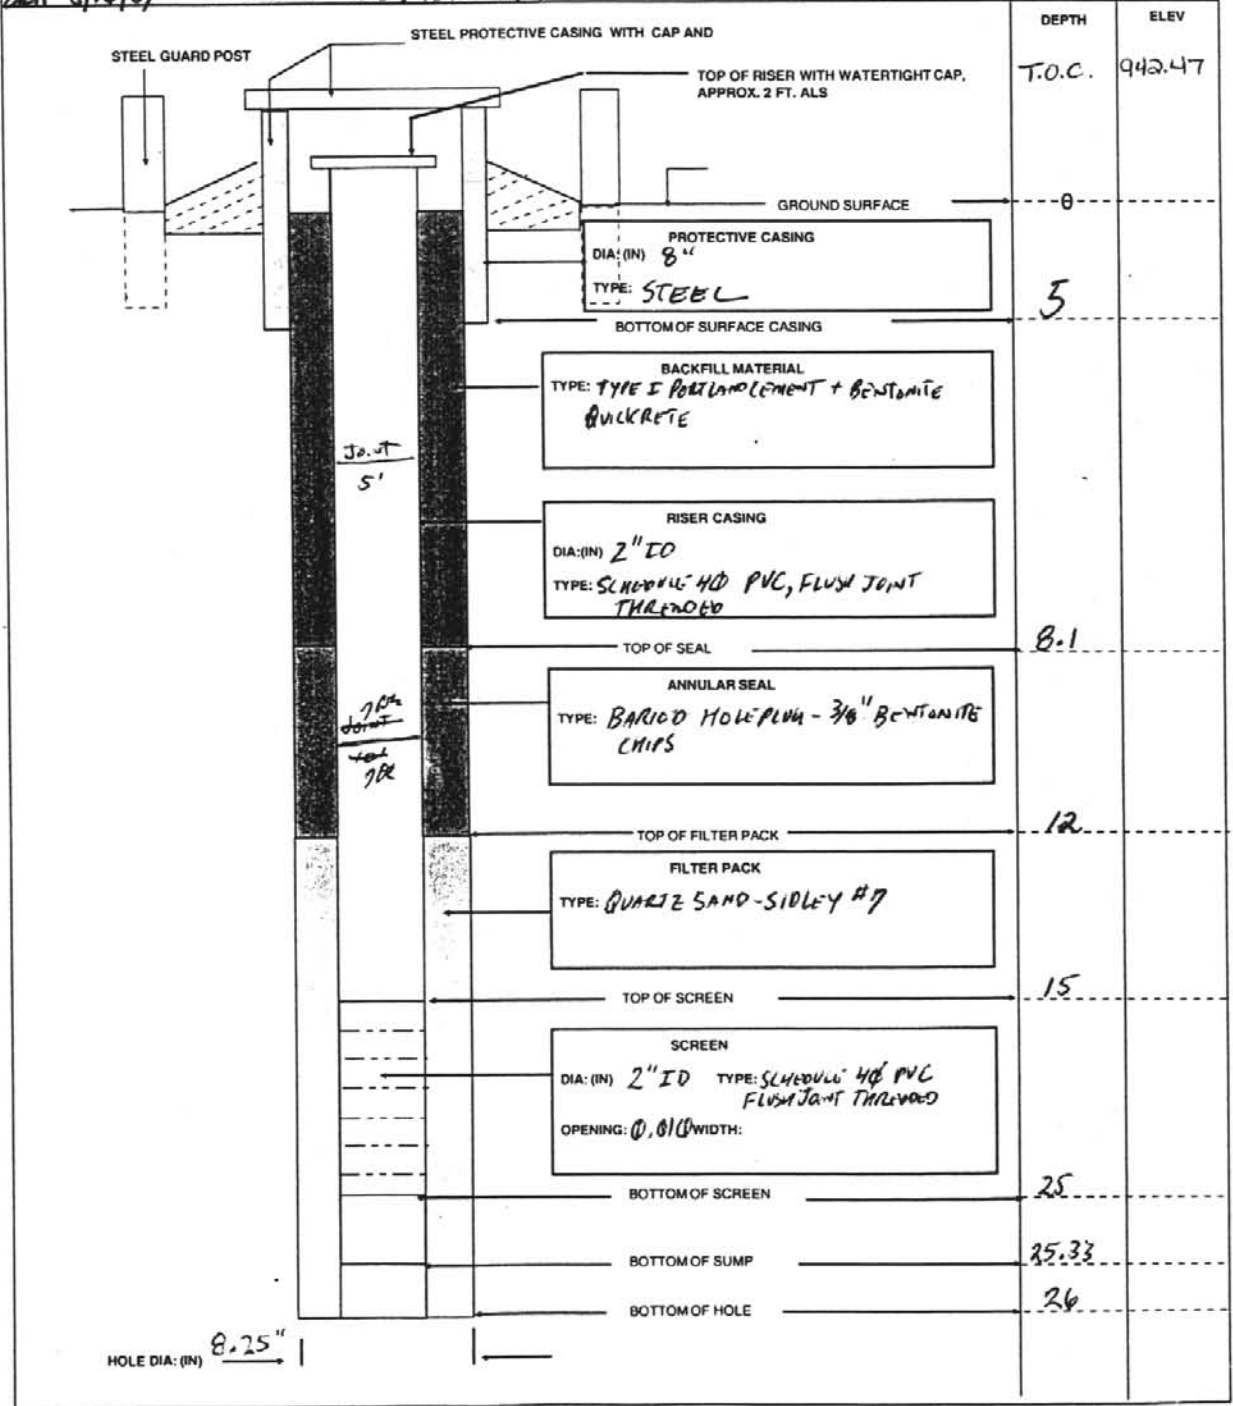 DEPTH ELEV
STEEL PROTECTIVE CASING WITH CAP AND
STEEL GUARD POST
TOP OF RISER WITH WATERTIGHT CAP,
APPROX. 2 FT. ALS
T.O.C. 942.47
GROUND SURFACE 0
PROTECTIVE CASING
DIA: (IN) 8"
TYPE: STEEL
5
BOTTOM OF SURFACE CASING
BACKFILL MATERIAL
TYPE: TYPE I PORTLAND CEMENT + BENTONITE
QUICKRETE
Joint
5'
RISER CASING
DIA:(IN) 2" ID
TYPE: SCHEDULE 40 PVC, FLUSH JOINT
THREADED
TOP OF SEAL 8.1
ANNULAR SEAL
TYPE: BARIOD HOLEPLUG - 3/8" BENTONITE
CHIPS
Joint
TOP OF FILTER PACK 12
FILTER PACK
TYPE: QUARTZ SAND - SIDLEY #7
TOP OF SCREEN 15
SCREEN
DIA: (IN) 2" ID TYPE: SCHEDULE 40 PVC
FLUSH JOINT THREADED
OPENING: 0.010 WIDTH:
BOTTOM OF SCREEN 25
BOTTOM OF SUMP 25.33
BOTTOM OF HOLE 26
HOLE DIA: (IN) 8.25"